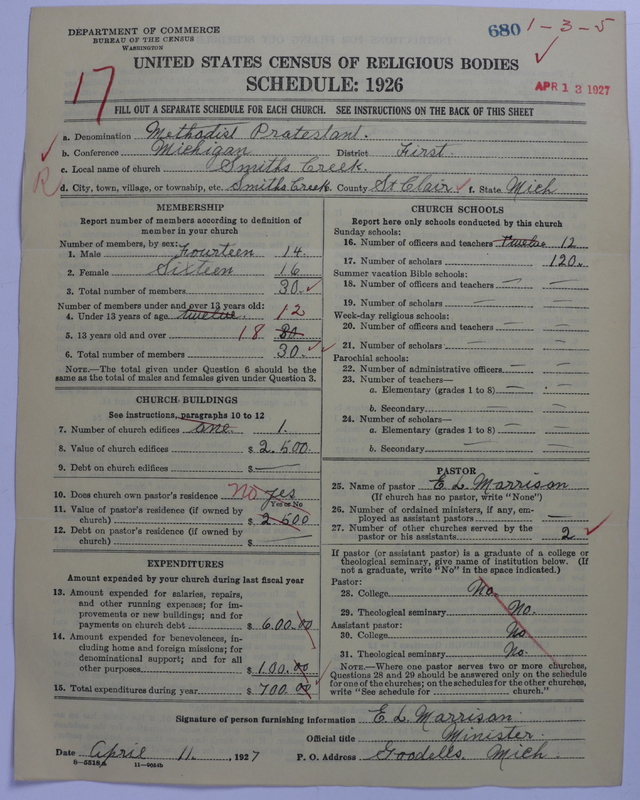 DEPARTMENT OF COMMERCE
BUREAU OF THE CENSUS
WASHINGTON
680 1-3-5
UNITED STATES CENSUS OF RELIGIOUS BODIES
SCHEDULE: 1926
17
APR 13 1927
FILL OUT A SEPARATE SCHEDULE FOR EACH CHURCH. SEE INSTRUCTIONS ON THE BACK OF THIS SHEET
a. Denomination Methodist Protestant.
b. Conference Michigan District First.
c. Local name of church Smiths Creek.
R
d. City, town, village, or township, etc. Smiths Creek. County St Clair f. State Mich
MEMBERSHIP
Report number of members according to definition of
member in your church
Number of members, by sex:
1. Male Fourteen 14.
2. Female Sixteen 16
3. Total number of members 30.
Number of members under and over 13 years old:
4. Under 13 years of age twelve. 12
5. 13 years old and over 18 30.
6. Total number of members 30.
NOTE.—The total given under Question 6 should be the
same as the total of males and females given under Question 3.
CHURCH BUILDINGS
See instructions, paragraphs 10 to 12
7. Number of church edifices one. 1.
8. Value of church edifices $ 2.500.
9. Debt on church edifices $ —
10. Does church own pastor's residence No yes
Yes or No
11. Value of pastor's residence (if owned by
church) $ 2500
12. Debt on pastor's residence (if owned by
church) $
EXPENDITURES
Amount expended by your church during last fiscal year
13. Amount expended for salaries, repairs,
and other running expenses; for im-
provements or new buildings; and for
payments on church debt $ 600.00
14. Amount expended for benevolences, in-
cluding home and foreign missions; for
denominational support; and for all
other purposes $ 100.00
15. Total expenditures during year $ 700.00
CHURCH SCHOOLS
Report here only schools conducted by this church
Sunday schools:
16. Number of officers and teachers twelve 12
17. Number of scholars 120.
Summer vacation Bible schools:
18. Number of officers and teachers —
19. Number of scholars —
Week-day religious schools:
20. Number of officers and teachers —
21. Number of scholars —
Parochial schools:
22. Number of administrative officers —
23. Number of teachers—
a. Elementary (grades 1 to 8) —
b. Secondary —
24. Number of scholars—
a. Elementary (grades 1 to 8) —
b. Secondary —
PASTOR
25. Name of pastor E L Marrison
(If church has no pastor, write "None")
26. Number of ordained ministers, if any, em-
ployed as assistant pastors —
27. Number of other churches served by the
pastor or his assistants 2
If pastor (or assistant pastor) is a graduate of a college or
theological seminary, give name of institution below. (If
not a graduate, write "No" in the space indicated.)
Pastor:
28. College No.
29. Theological seminary No.
Assistant pastor:
30. College No
31. Theological seminary No.
NOTE.—Where one pastor serves two or more churches,
Questions 28 and 29 should be answered only on the schedule
for one of the churches; on the schedules for the other churches,
write "See schedule for church."
Signature of person furnishing information E. L. Marrison.
Official title Minister.
Date April 11., 1927 P. O. Address Goodells. Mich.
8-5518a 11-9564b